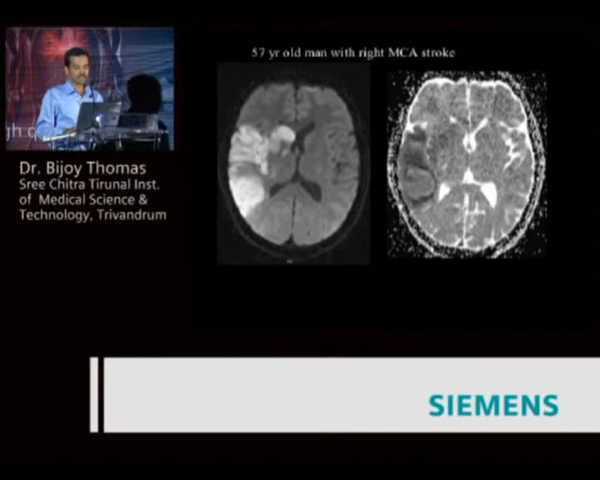 57 yr old man with right MCA stroke
gh q
Dr. Bijoy Thomas
Sree Chitra Tirunal Inst.
of Medical Science &
Technology, Trivandrum
SIEMENS